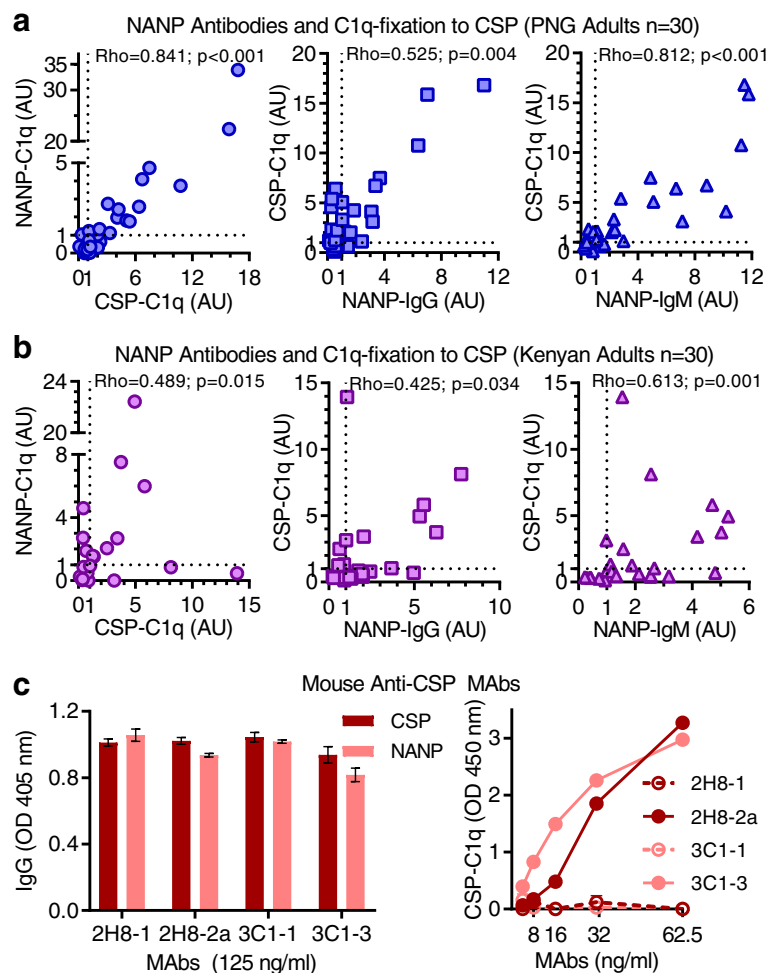 a
NANP Antibodies and C1q-fixation to CSP (PNG Adults n=30)
Rho=0.841; p<0.001
Rho=0.525; p=0.004
Rho=0.812; p<0.001
NANP-C1q (AU)
35
30
20
5
1
0
01 6 12 18
CSP-C1q (AU)
CSP-C1q (AU)
20
15
10
5
1
0
01 4 8 12
NANP-IgG (AU)
CSP-C1q (AU)
20
15
10
5
1
0
01 4 8 12
NANP-IgM (AU)
b
NANP Antibodies and C1q-fixation to CSP (Kenyan Adults n=30)
Rho=0.489; p=0.015
Rho=0.425; p=0.034
Rho=0.613; p=0.001
NANP-C1q (AU)
24
20
8
4
1
0
01 5 10 15
CSP-C1q (AU)
CSP-C1q (AU)
15
10
5
1
0
0 1 5 10
NANP-IgG (AU)
CSP-C1q (AU)
15
10
5
1
0
0 1 2 4 6
NANP-IgM (AU)
c
Mouse Anti-CSP MAbs
CSP
NANP
IgG (OD 405 nm)
1.2
0.9
0.6
0.3
0.0
2H8-1 2H8-2a 3C1-1 3C1-3
MAbs (125 ng/ml)
CSP-C1q (OD 450 nm)
3
2
1
0
2H8-1
2H8-2a
3C1-1
3C1-3
8 16 32 62.5
MAbs (ng/ml)